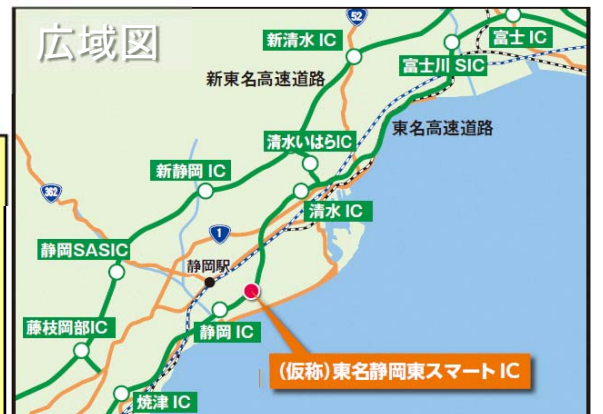 広域図
52
新清水 IC
富士 IC
富士川 SIC
新東名高速道路
東名高速道路
清水いはらIC
新静岡 IC
362
清水 IC
1
静岡SASIC
静岡駅
藤枝岡部IC
静岡 IC
(仮称)東名静岡東スマート IC
焼津 IC